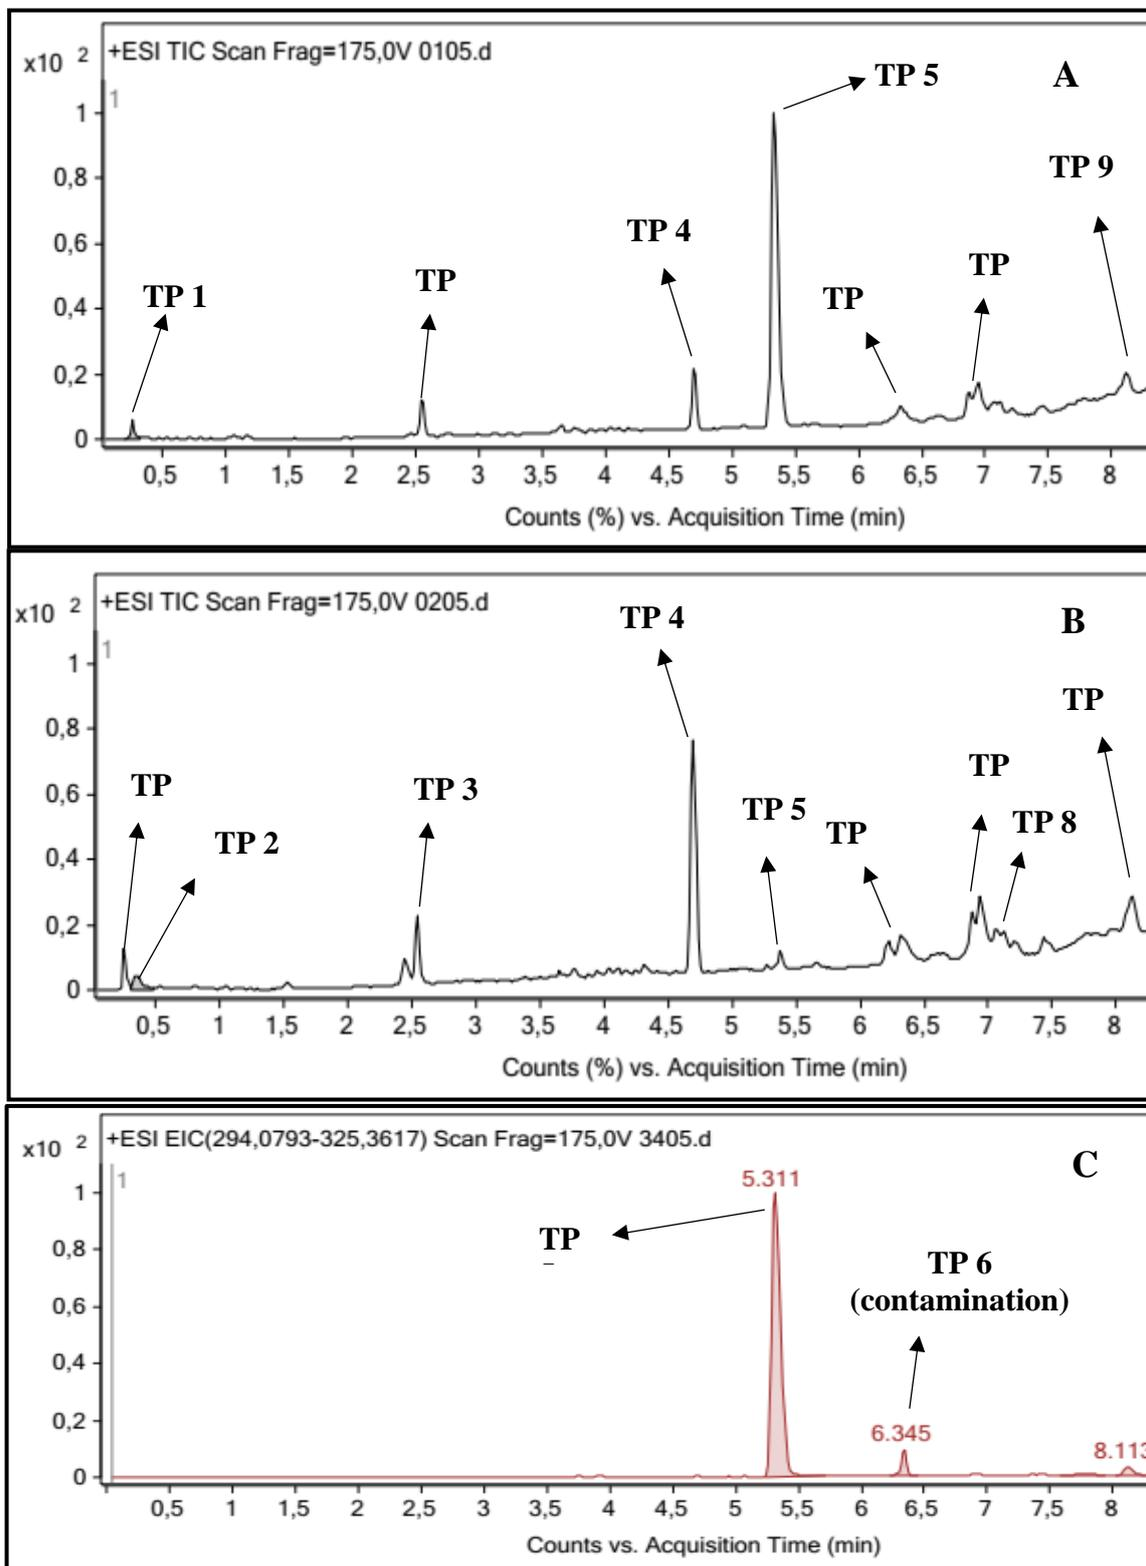 +ESI TIC Scan Frag=175,0V 0105.d
x10 2
1
A
TP 5
TP 9
TP 4
TP 1
TP
TP
TP
1
0,8
0,6
0,4
0,2
0
0,5 1 1,5 2 2,5 3 3,5 4 4,5 5 5,5 6 6,5 7 7,5 8
Counts (%) vs. Acquisition Time (min)
+ESI TIC Scan Frag=175,0V 0205.d
x10 2
1
B
TP 4
TP
TP
TP 2
TP 3
TP 5
TP
TP
TP 8
1
0,8
0,6
0,4
0,2
0
0,5 1 1,5 2 2,5 3 3,5 4 4,5 5 5,5 6 6,5 7 7,5 8
Counts (%) vs. Acquisition Time (min)
+ESI EIC(294,0793-325,3617) Scan Frag=175,0V 3405.d
x10 2
1
C
5.311
TP
TP 6
(contamination)
6.345
8.113
1
0,8
0,6
0,4
0,2
0
0,5 1 1,5 2 2,5 3 3,5 4 4,5 5 5,5 6 6,5 7 7,5 8
Counts vs. Acquisition Time (min)